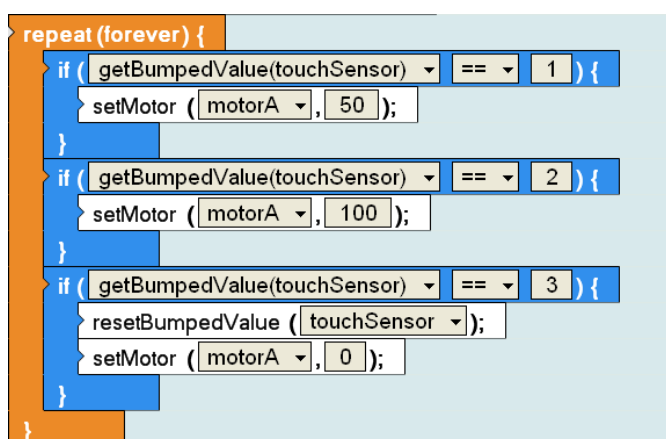 repeat (forever) {
if ( getBumpedValue(touchSensor) == 1 ) {
setMotor ( motorA , 50 );
}
if ( getBumpedValue(touchSensor) == 2 ) {
setMotor ( motorA , 100 );
}
if ( getBumpedValue(touchSensor) == 3 ) {
resetBumpedValue ( touchSensor );
setMotor ( motorA , 0 );
}
}